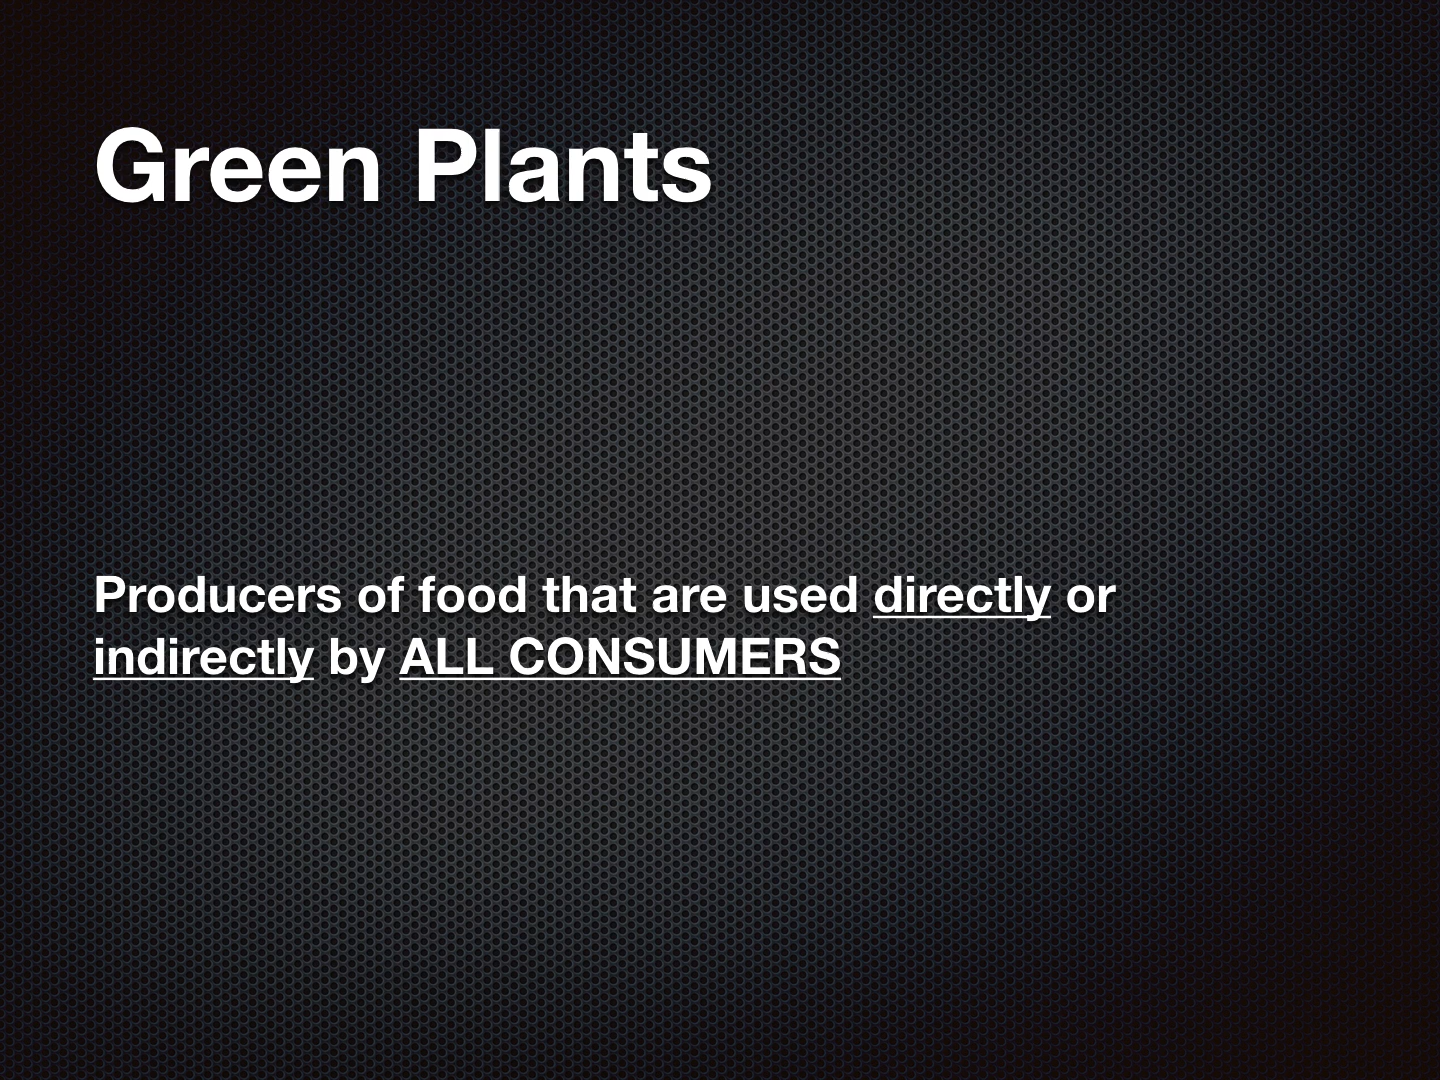 Green Plants
Producers of food that are used directly or
indirectly by ALL CONSUMERS